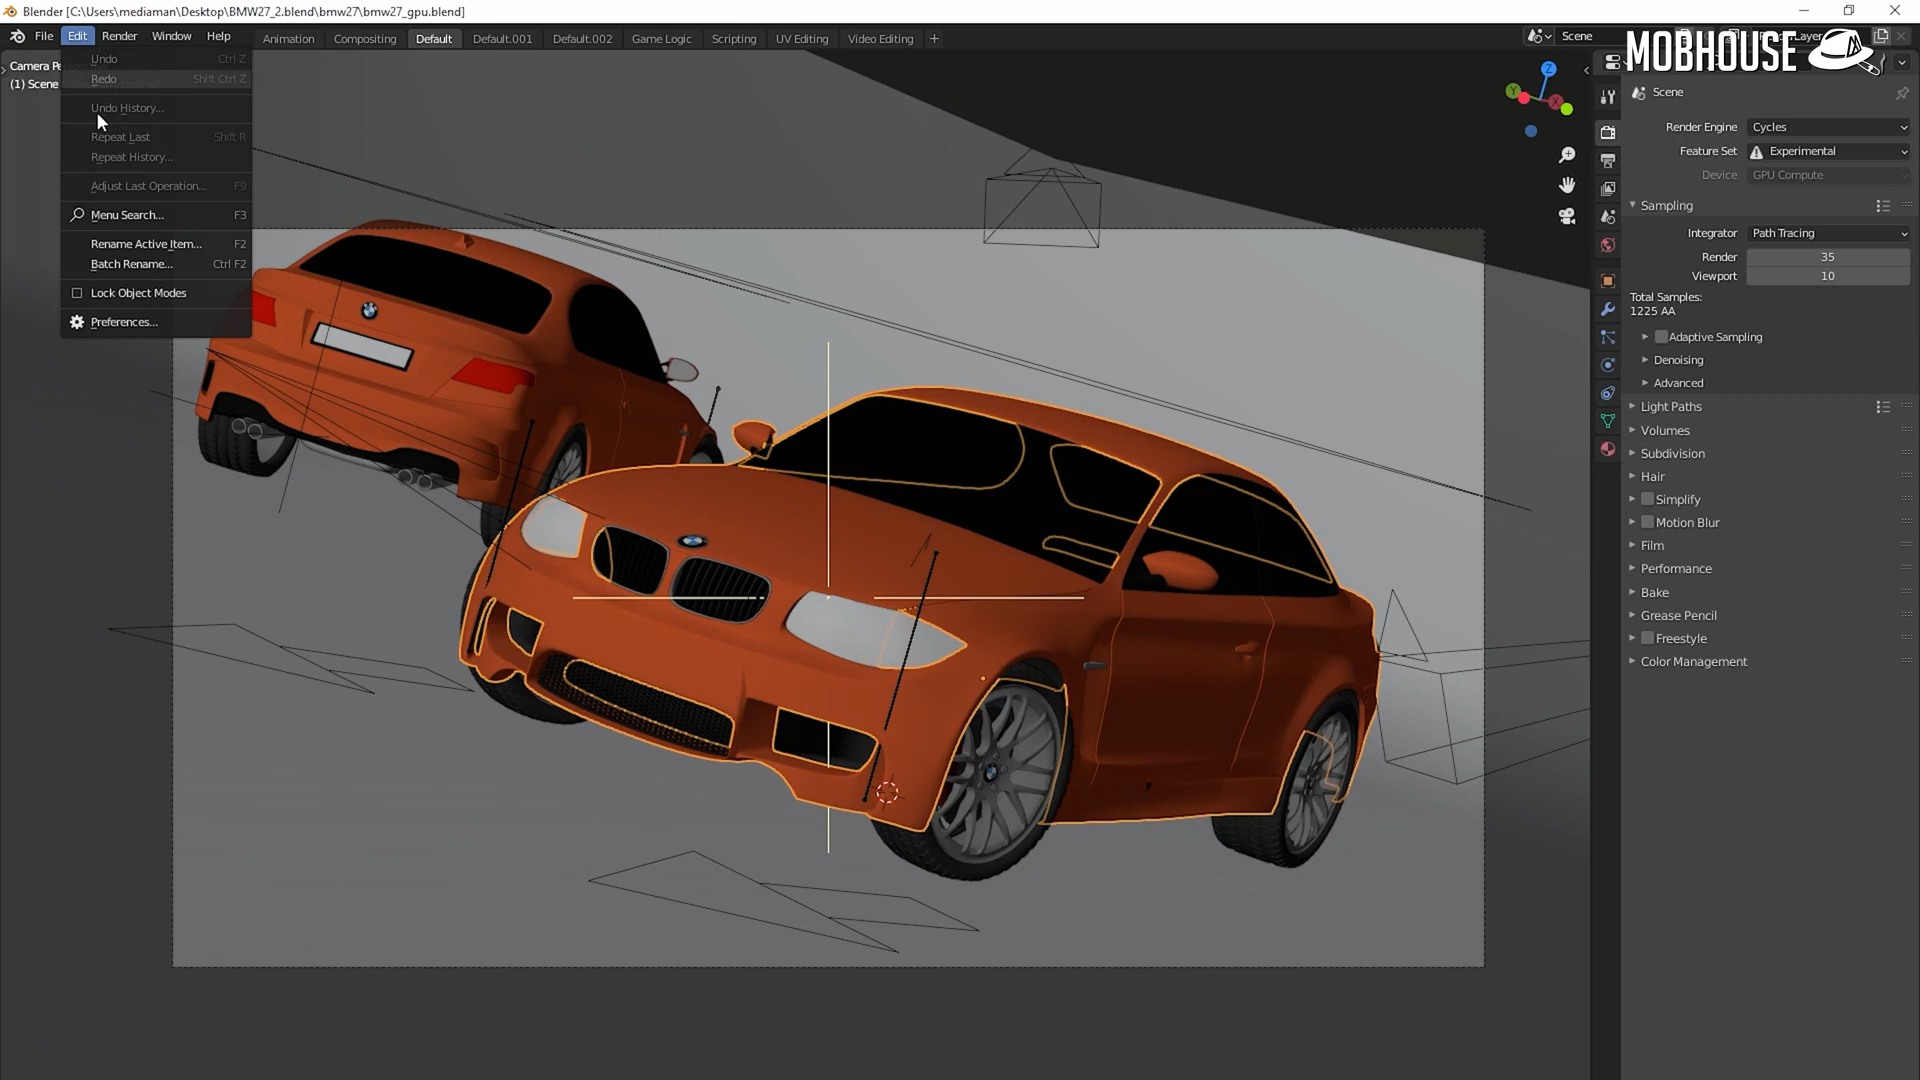 Blender [C:\Users\mediaman\Desktop\BMW27_2.blend\bmw27\bmw27_gpu.blend]
File Edit Render Window Help
Animation Compositing Default Default.001 Default.002 Game Logic Scripting UV Editing Video Editing +
Scene
MOBHOUSE
Camera Pe
(1) Scene
Undo Ctrl Z
Redo Shift Ctrl Z
Undo History...
Repeat Last Shift R
Repeat History...
Adjust Last Operation... F9
Menu Search... F3
Rename Active Item... F2
Batch Rename... Ctrl F2
Lock Object Modes
Preferences...
Z
Y
X
Scene
Render Engine Cycles
Feature Set Experimental
Device GPU Compute
Sampling
Integrator Path Tracing
Render 35
Viewport 10
Total Samples:
1225 AA
Adaptive Sampling
Denoising
Advanced
Light Paths
Volumes
Subdivision
Hair
Simplify
Motion Blur
Film
Performance
Bake
Grease Pencil
Freestyle
Color Management